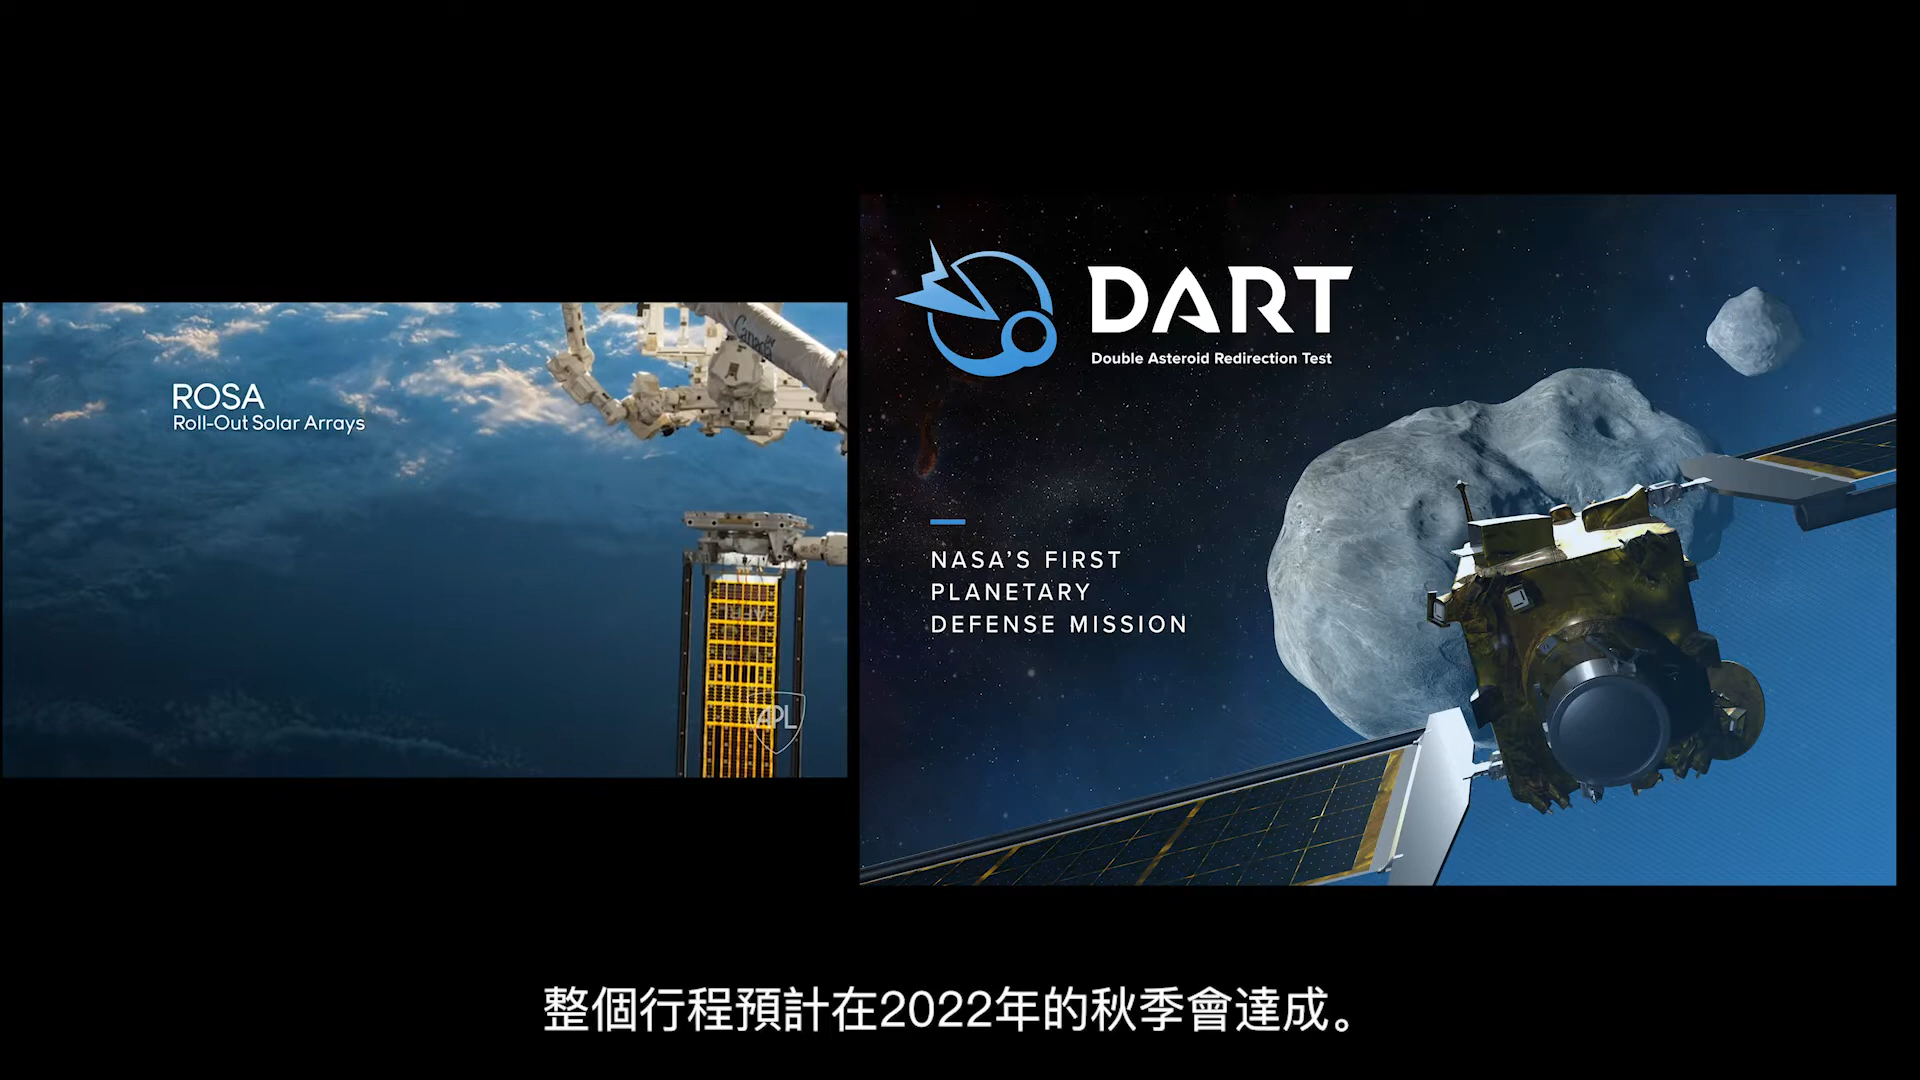 ROSA
Roll-Out Solar Arrays
Canada
APL
DART
Double Asteroid Redirection Test
NASA'S FIRST
PLANETARY
DEFENSE MISSION
整個行程預計在2022年的秋季會達成。